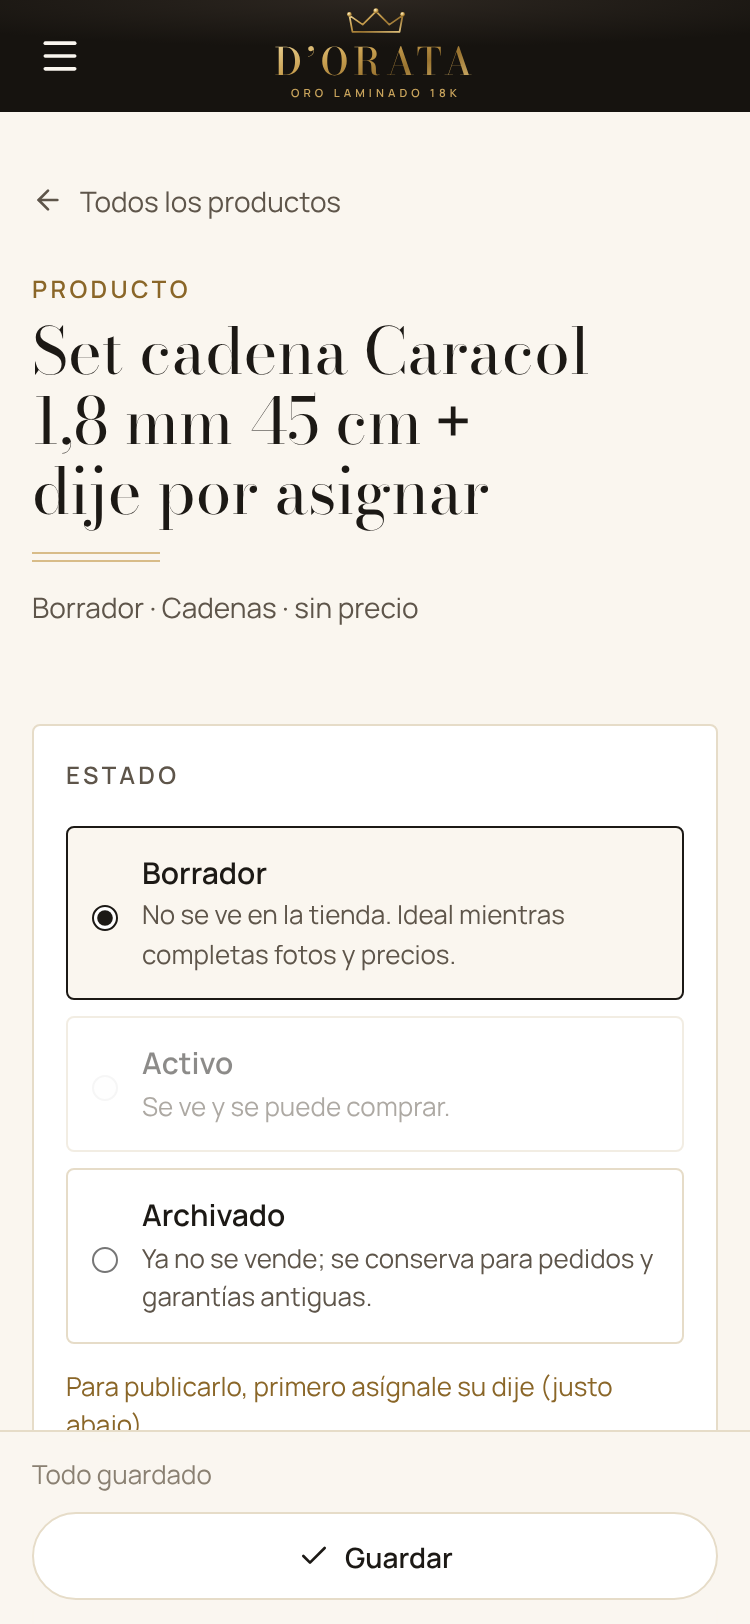 D'ORATA
ORO LAMINADO 18K
Todos los productos
PRODUCTO
Set cadena Caracol
1,8 mm 45 cm +
dije por asignar
Borrador · Cadenas · sin precio
ESTADO
Borrador
No se ve en la tienda. Ideal mientras
completas fotos y precios.
Activo
Se ve y se puede comprar.
Archivado
Ya no se vende; se conserva para pedidos y
garantías antiguas.
Para publicarlo, primero asígnale su dije (justo
abajo)
Todo guardado
Guardar